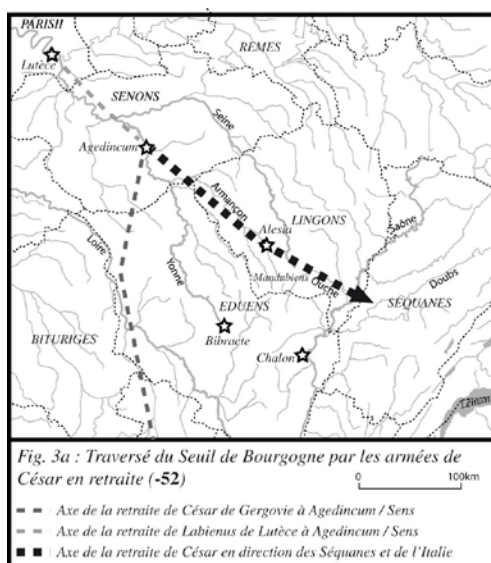 PARISII
Lutèce
RÈMES
SENONS
Seine
Agedincum
Armançon
LINGONS
Alesia
Saône
Loire
Mandubiens
Ouche
Doubs
Yonne
SÉQUANES
EDUENS
BITURIGES
Bibracte
Chalon
Léman
Fig. 3a : Traversé du Seuil de Bourgogne par les armées de
César en retraite (-52)
0 100km
Axe de la retraite de César de Gergovie à Agedincum / Sens
Axe de la retraite de Labienus de Lutèce à Agedincum / Sens
Axe de la retraite de César en direction des Séquanes et de l'Italie